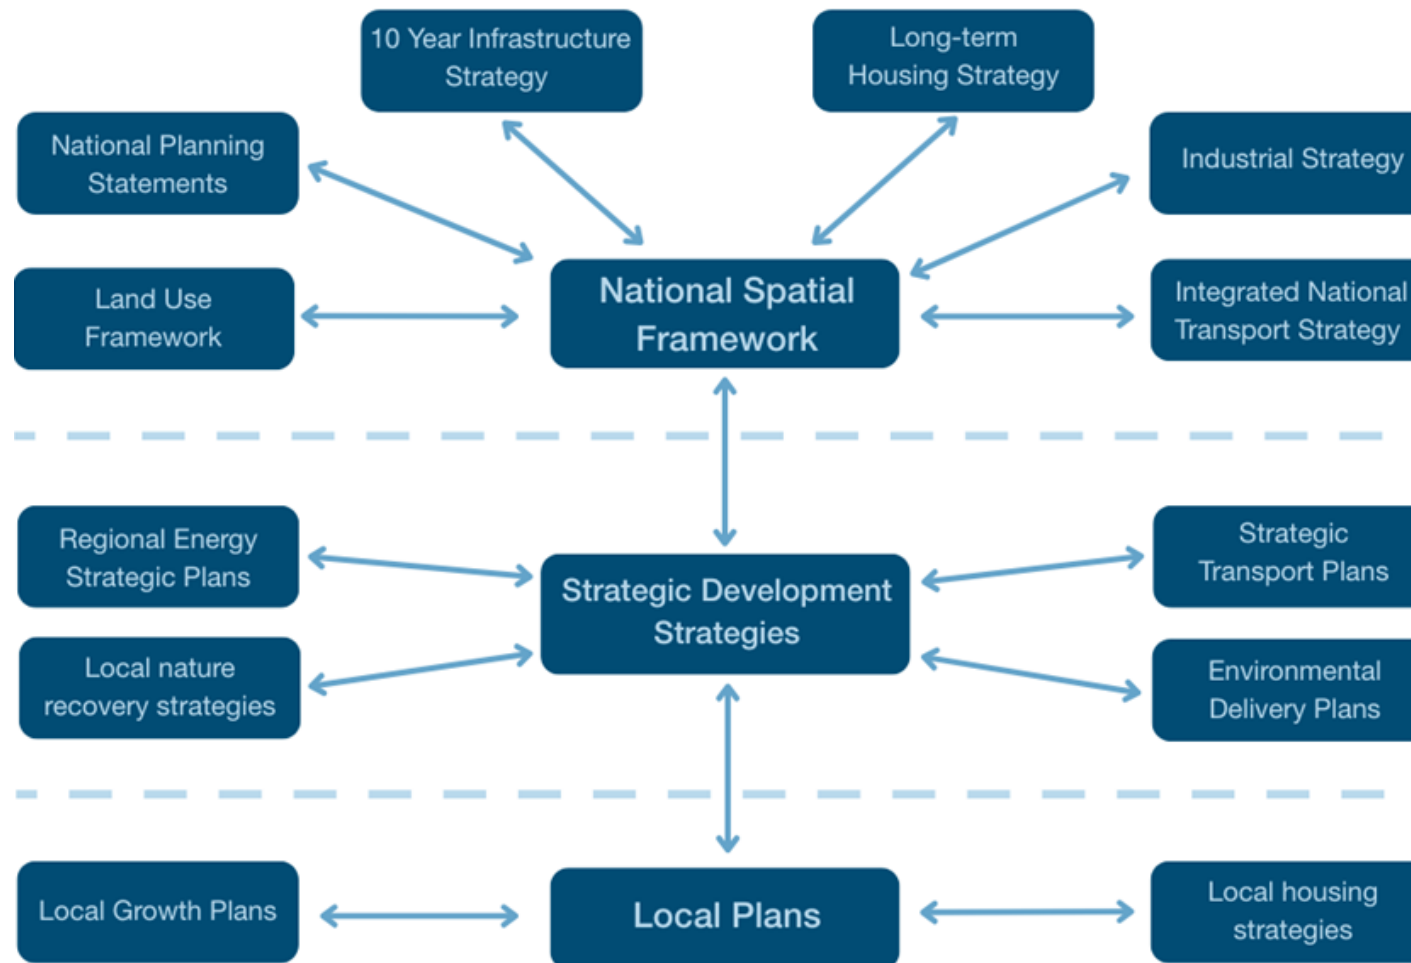 10 Year Infrastructure
Strategy
Long-term
Housing Strategy
National Planning
Statements
Industrial Strategy
Land Use
Framework
National Spatial
Framework
Integrated National
Transport Strategy
Regional Energy
Strategic Plans
Strategic Development
Strategies
Strategic
Transport Plans
Local nature
recovery strategies
Environmental
Delivery Plans
Local Growth Plans
Local Plans
Local housing
strategies